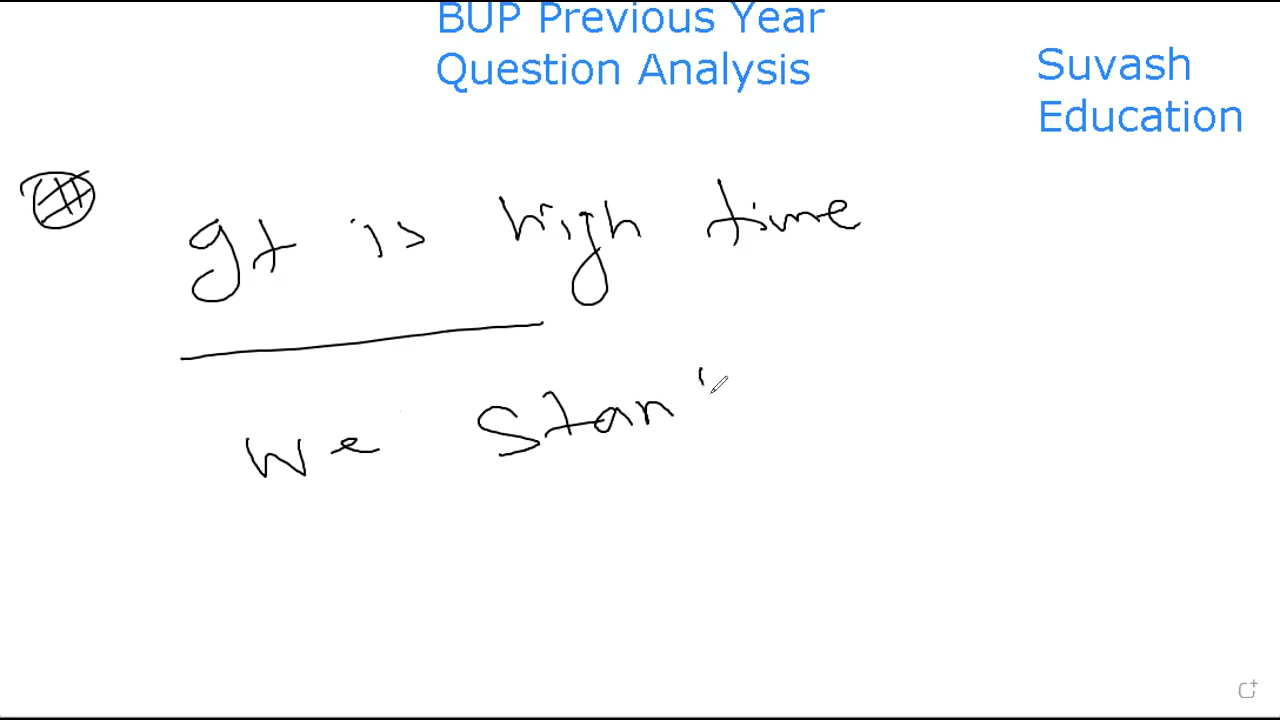 BUP Previous Year
Question Analysis
Suvash
Education
It is high time
We Stan